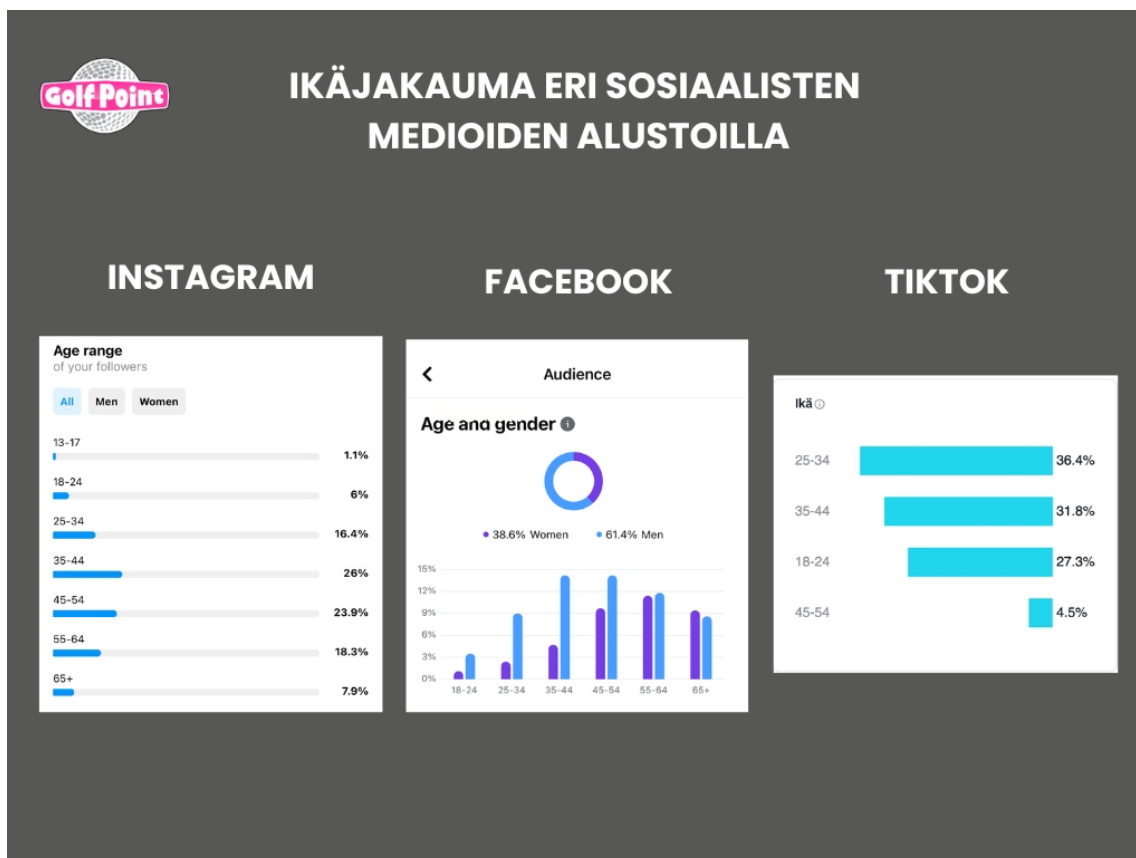 Golf Point
IKÄJAKAUMA ERI SOSIAALISTEN
MEDIOIDEN ALUSTOILLA
INSTAGRAM
Age range
of your followers
All Men Women
13-17
1.1%
18-24
6%
25-34
16.4%
35-44
26%
45-54
23.9%
55-64
18.3%
65+
7.9%
FACEBOOK
Audience
Age and gender
38.6% Women 61.4% Men
15%
12%
9%
6%
3%
0%
18-24 25-34 35-44 45-54 55-64 65+
TIKTOK
Ikä
25-34 36.4%
35-44 31.8%
18-24 27.3%
45-54 4.5%